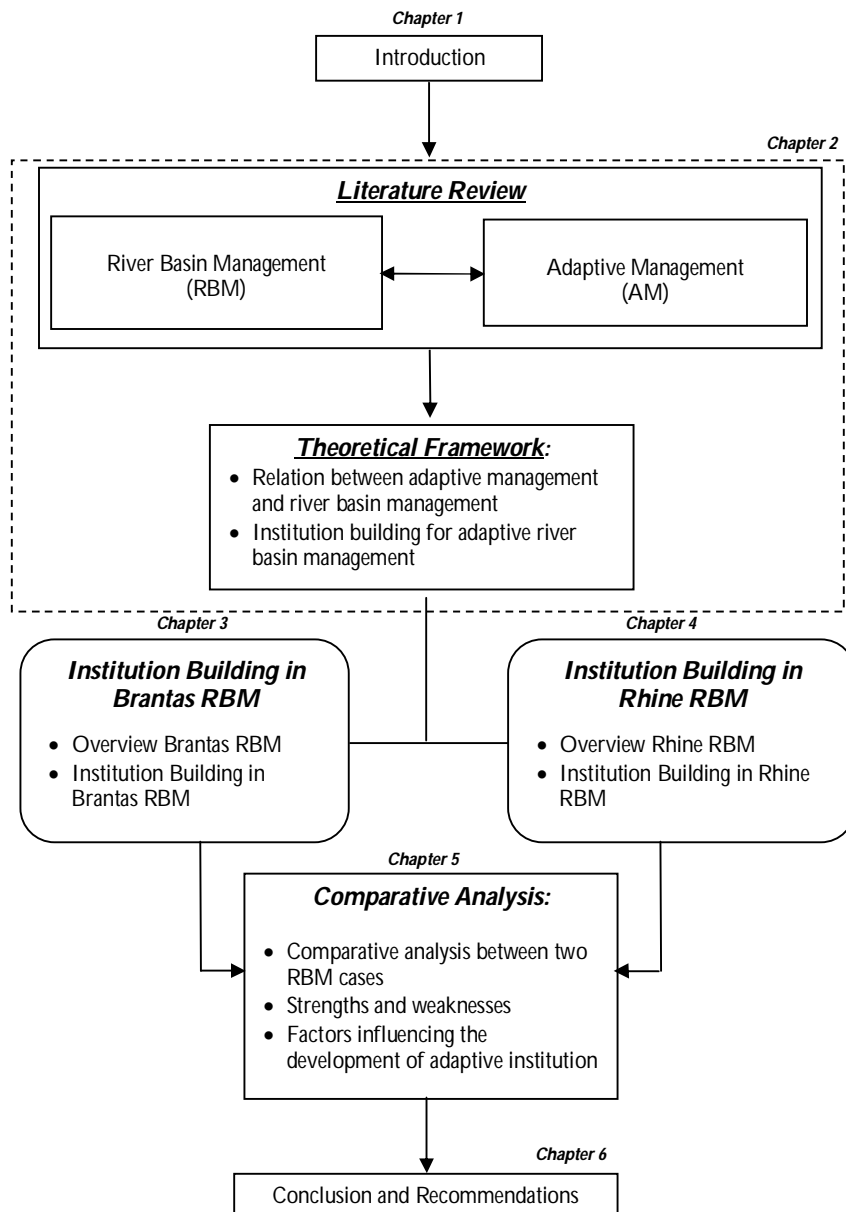 Chapter 1
Introduction
Chapter 2
Literature Review
River Basin Management
(RBM)
Adaptive Management
(AM)
Theoretical Framework:
• Relation between adaptive management
and river basin management
• Institution building for adaptive river
basin management
Chapter 3
Institution Building in
Brantas RBM
• Overview Brantas RBM
• Institution Building in
Brantas RBM
Chapter 4
Institution Building in
Rhine RBM
• Overview Rhine RBM
• Institution Building in Rhine
RBM
Chapter 5
Comparative Analysis:
• Comparative analysis between two
RBM cases
• Strengths and weaknesses
• Factors influencing the
development of adaptive institution
Chapter 6
Conclusion and Recommendations